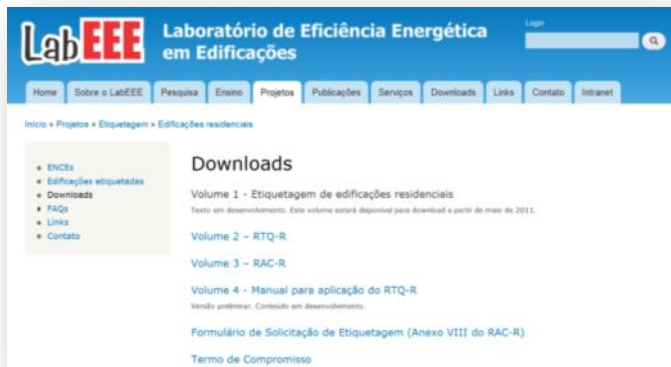 LabEEE
Laboratório de Eficiência Energética
em Edificações
Login
Home Sobre o LabEEE Pesquisa Ensino Projetos Publicações Serviços Downloads Links Contato Intranet
Início » Projetos » Etiquetagem » Edificações residenciais
ENCEs
Edificações etiquetadas
Downloads
FAQs
Links
Contato
Downloads
Volume 1 - Etiquetagem de edificações residenciais
Texto em desenvolvimento. Este volume estará disponível para download a partir de maio de 2011.
Volume 2 – RTQ-R
Volume 3 – RAC-R
Volume 4 - Manual para aplicação do RTQ-R
Versão preliminar. Conteúdo em desenvolvimento.
Formulário de Solicitação de Etiquetagem (Anexo VIII do RAC-R)
Termo de Compromisso